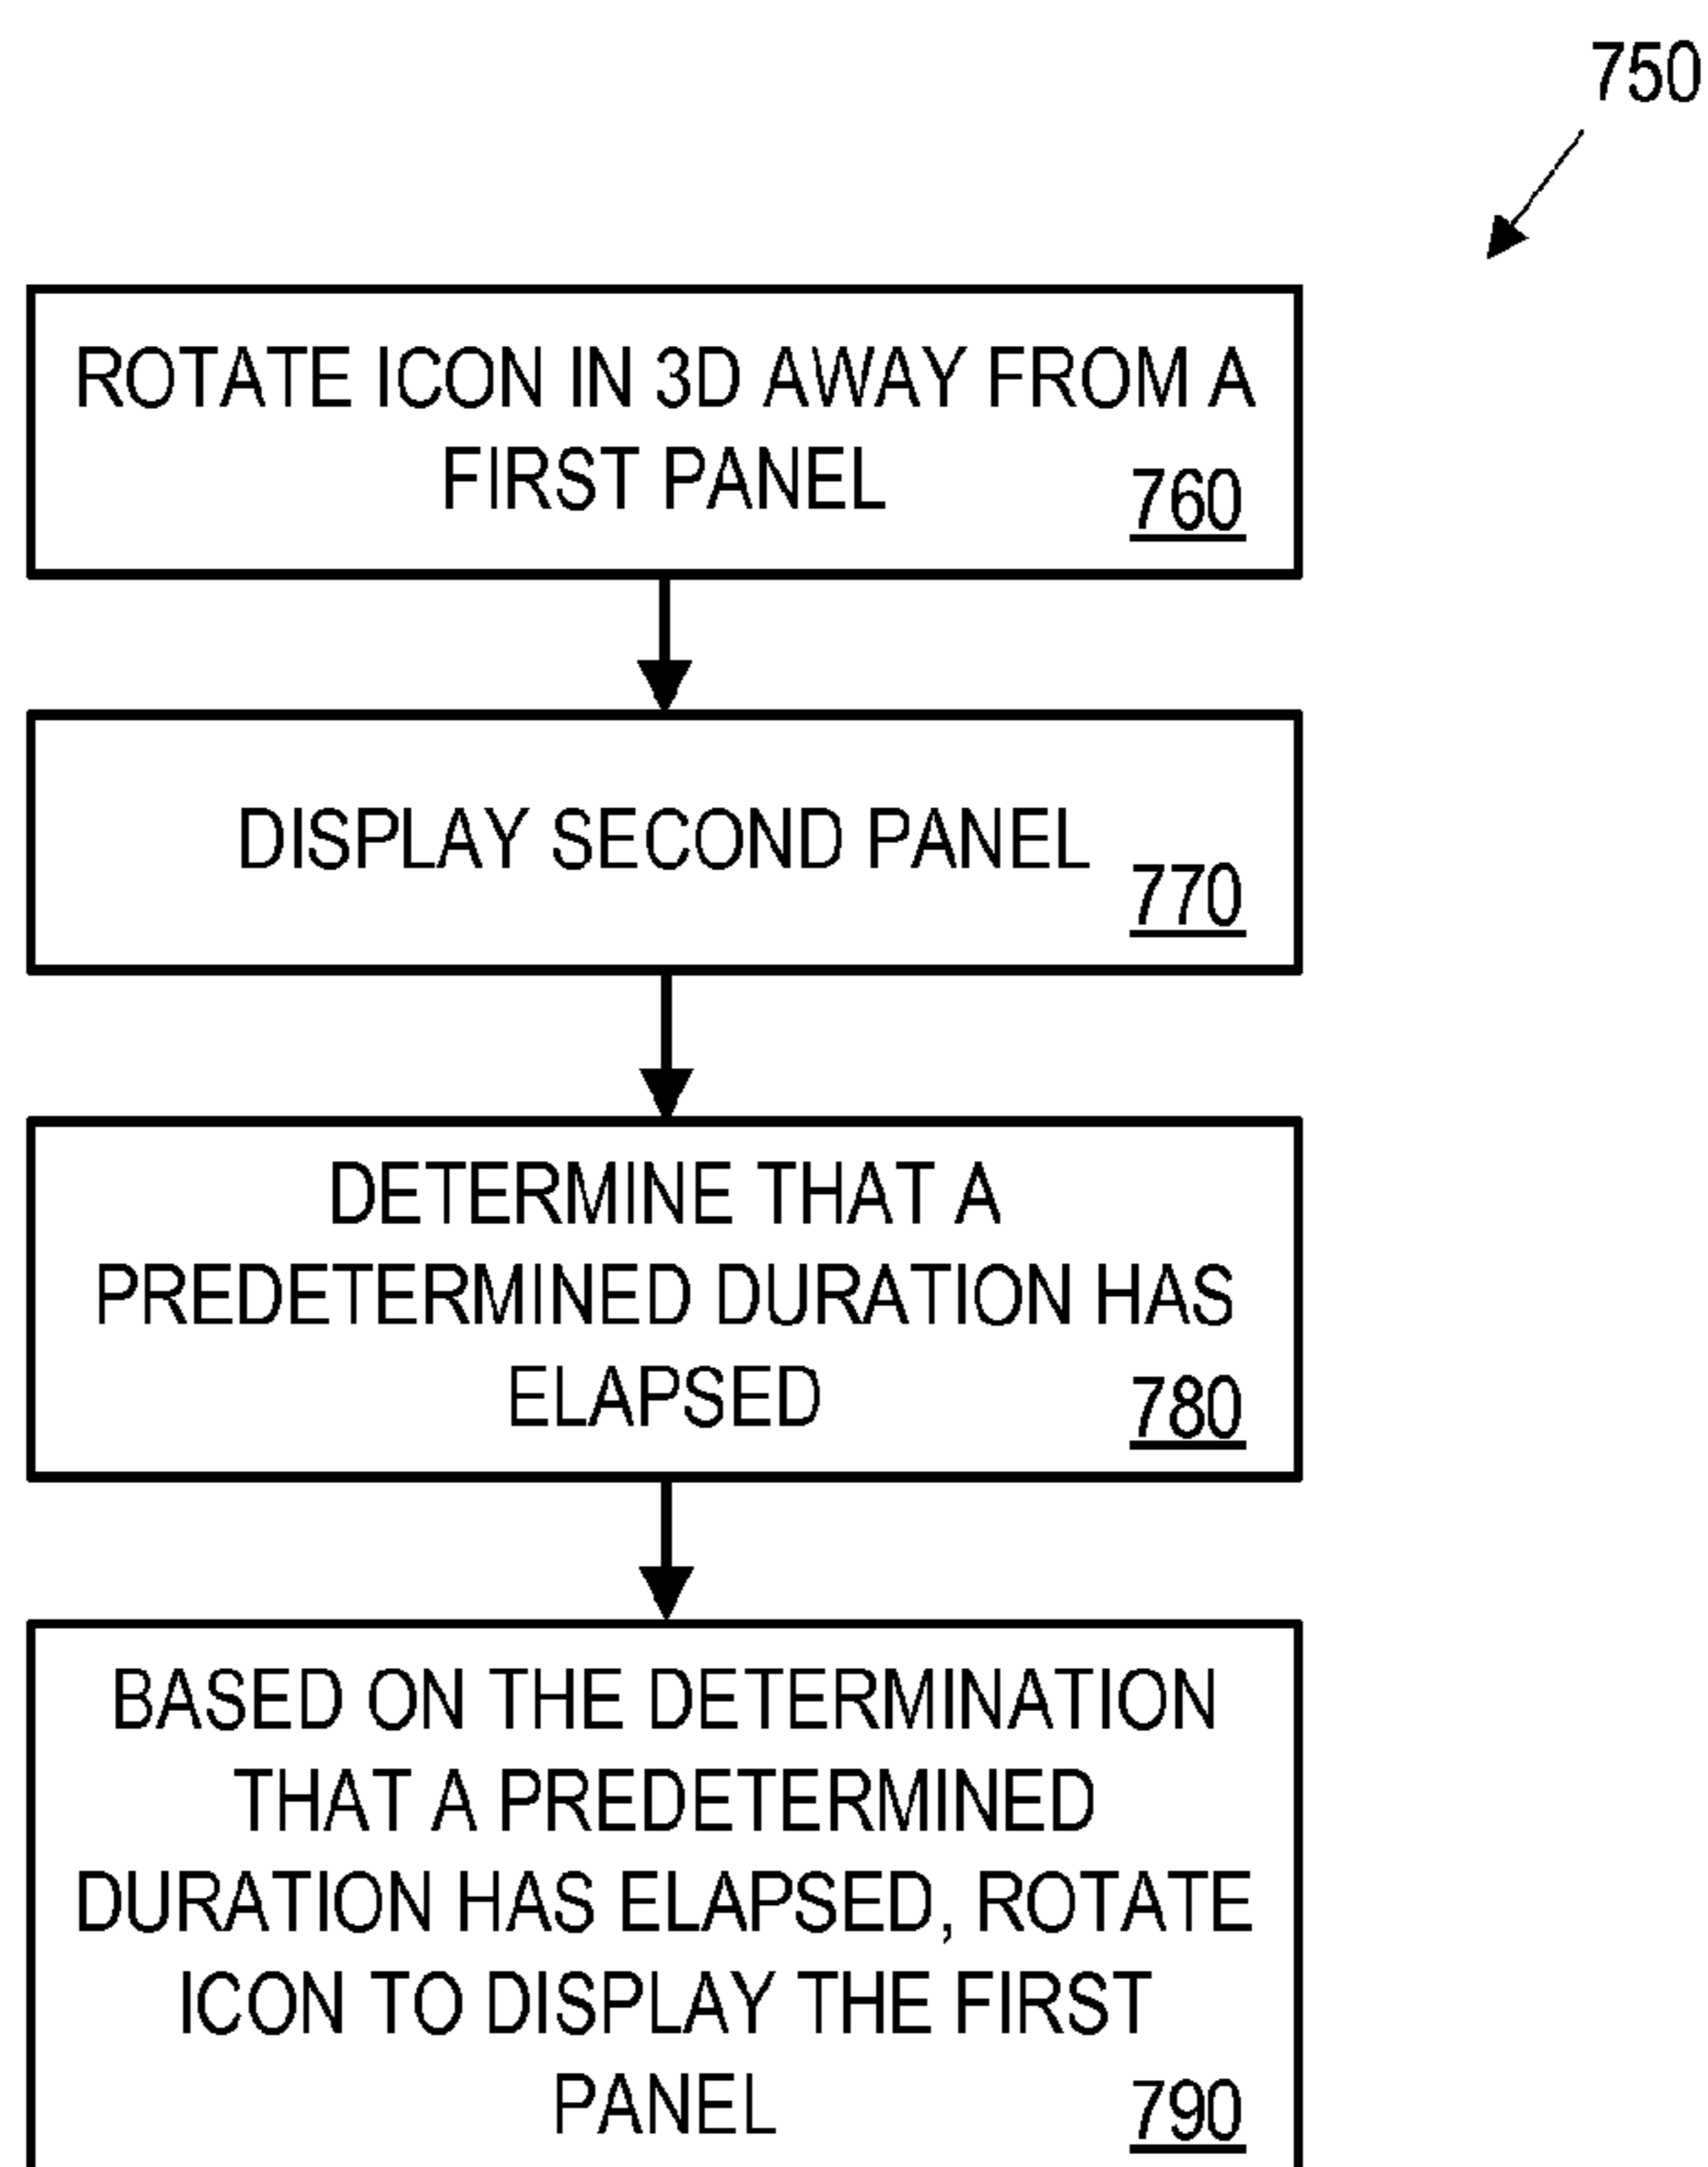 750
ROTATE ICON IN 3D AWAY FROM A
FIRST PANEL
760
DISPLAY SECOND PANEL
770
DETERMINE THAT A
PREDETERMINED DURATION HAS
ELAPSED
780
BASED ON THE DETERMINATION
THAT A PREDETERMINED
DURATION HAS ELAPSED, ROTATE
ICON TO DISPLAY THE FIRST
PANEL
790